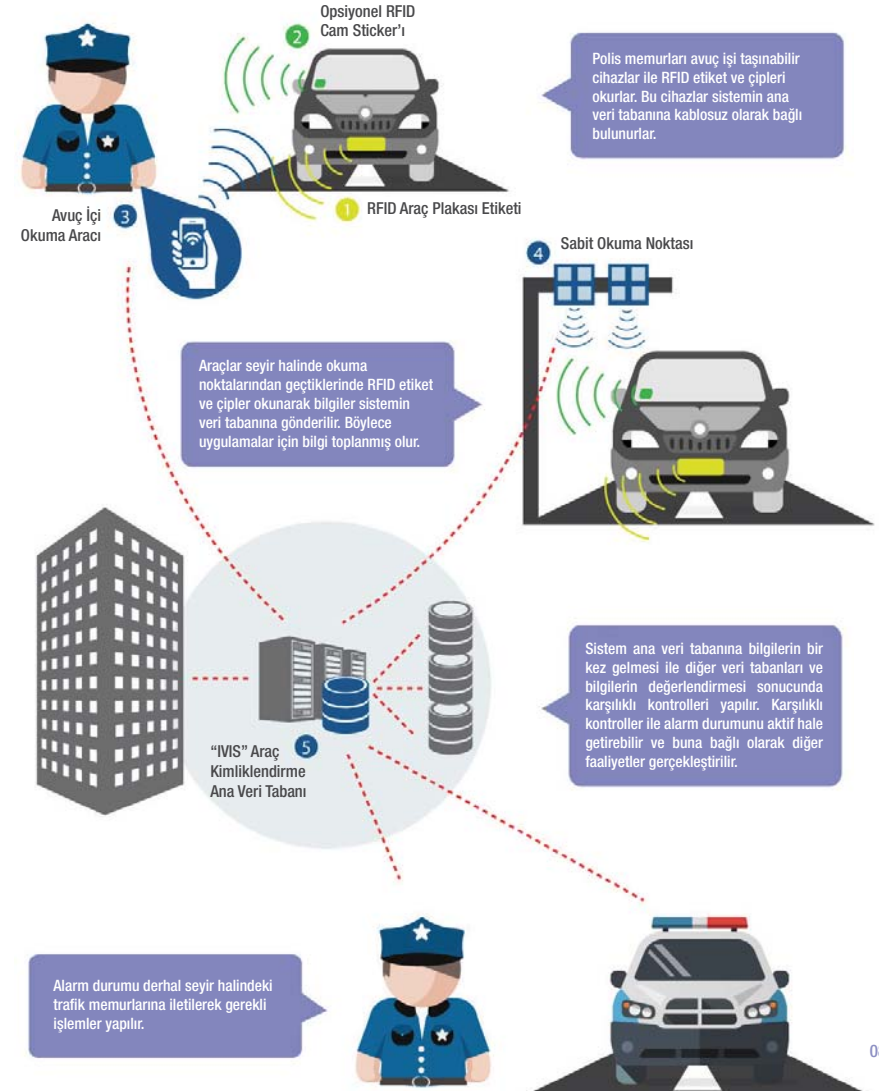 Opsiyonel RFID
Cam Sticker'ı
2
Polis memurları avuç işi taşınabilir
cihazlar ile RFID etiket ve çipleri
okurlar. Bu cihazlar sistemin ana
veri tabanına kablosuz olarak bağlı
bulunurlar.
Avuç İçi
Okuma Aracı
3
1
RFID Araç Plakası Etiketi
4
Sabit Okuma Noktası
Araçlar seyir halinde okuma
noktalarından geçtiklerinde RFID etiket
ve çipler okunarak bilgiler sistemin
veri tabanına gönderilir. Böylece
uygulamalar için bilgi toplanmış olur.
Sistem ana veri tabanına bilgilerin bir
kez gelmesi ile diğer veri tabanları ve
bilgilerin değerlendirmesi sonucunda
karşılıklı kontrolleri yapılır. Karşılıklı
kontroller ile alarm durumunu aktif hale
getirebilir ve buna bağlı olarak diğer
faaliyetler gerçekleştirilir.
"IVIS" Araç
Kimliklendirme
Ana Veri Tabanı
5
Alarm durumu derhal seyir halindeki
trafik memurlarına iletilerek gerekli
işlemler yapılır.